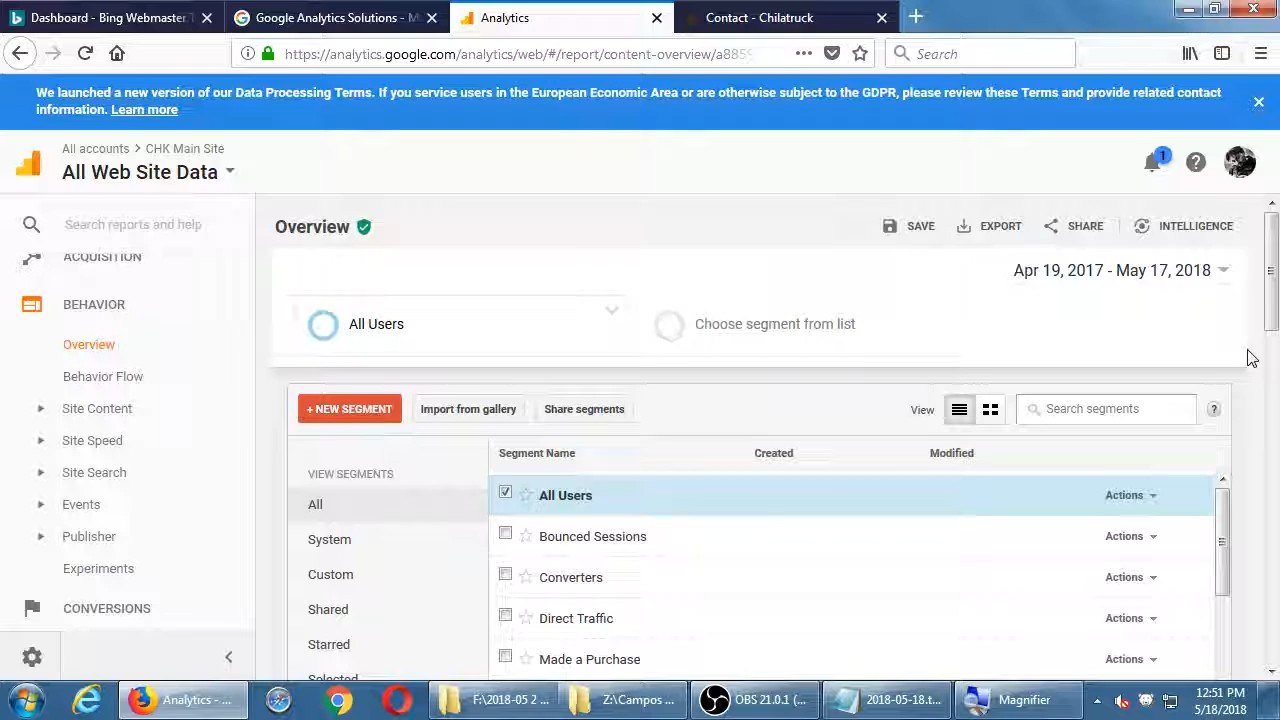 Dashboard - Bing Webmaster T
Google Analytics Solutions - M
Analytics
Contact - Chilatruck
https://analytics.google.com/analytics/web/#/report/content-overview/a885
Search
We launched a new version of our Data Processing Terms. If you service users in the European Economic Area or are otherwise subject to the GDPR, please review these Terms and provide related contact
information. Learn more
All accounts > CHK Main Site
All Web Site Data
1
Search reports and help
ACQUISITION
BEHAVIOR
Overview
Behavior Flow
Site Content
Site Speed
Site Search
Events
Publisher
Experiments
CONVERSIONS
Overview
SAVE
EXPORT
SHARE
INTELLIGENCE
Apr 19, 2017 - May 17, 2018
All Users
Choose segment from list
+ NEW SEGMENT
Import from gallery
Share segments
View
Search segments
?
VIEW SEGMENTS
All
System
Custom
Shared
Starred
Selected
Segment Name
Created
Modified
All Users
Actions
Bounced Sessions
Actions
Converters
Actions
Direct Traffic
Actions
Made a Purchase
Actions
Analytics - ...
F:\2018-05 2 ...
Z:\Campos ...
OBS 21.0.1 (...
2018-05-18.t...
Magnifier
12:51 PM
5/18/2018